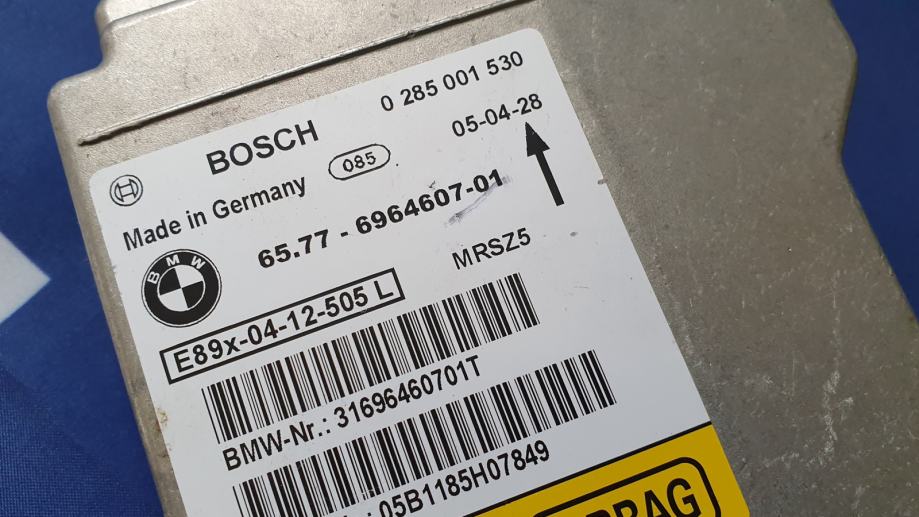 0 285 001 530
BOSCH
05-04-28
Made in Germany
085
65.77 - 6964607-01
BMW
MRSZ5
E89x-04-12-505 L
BMW-Nr.: 31696460701T
05B1185H07849